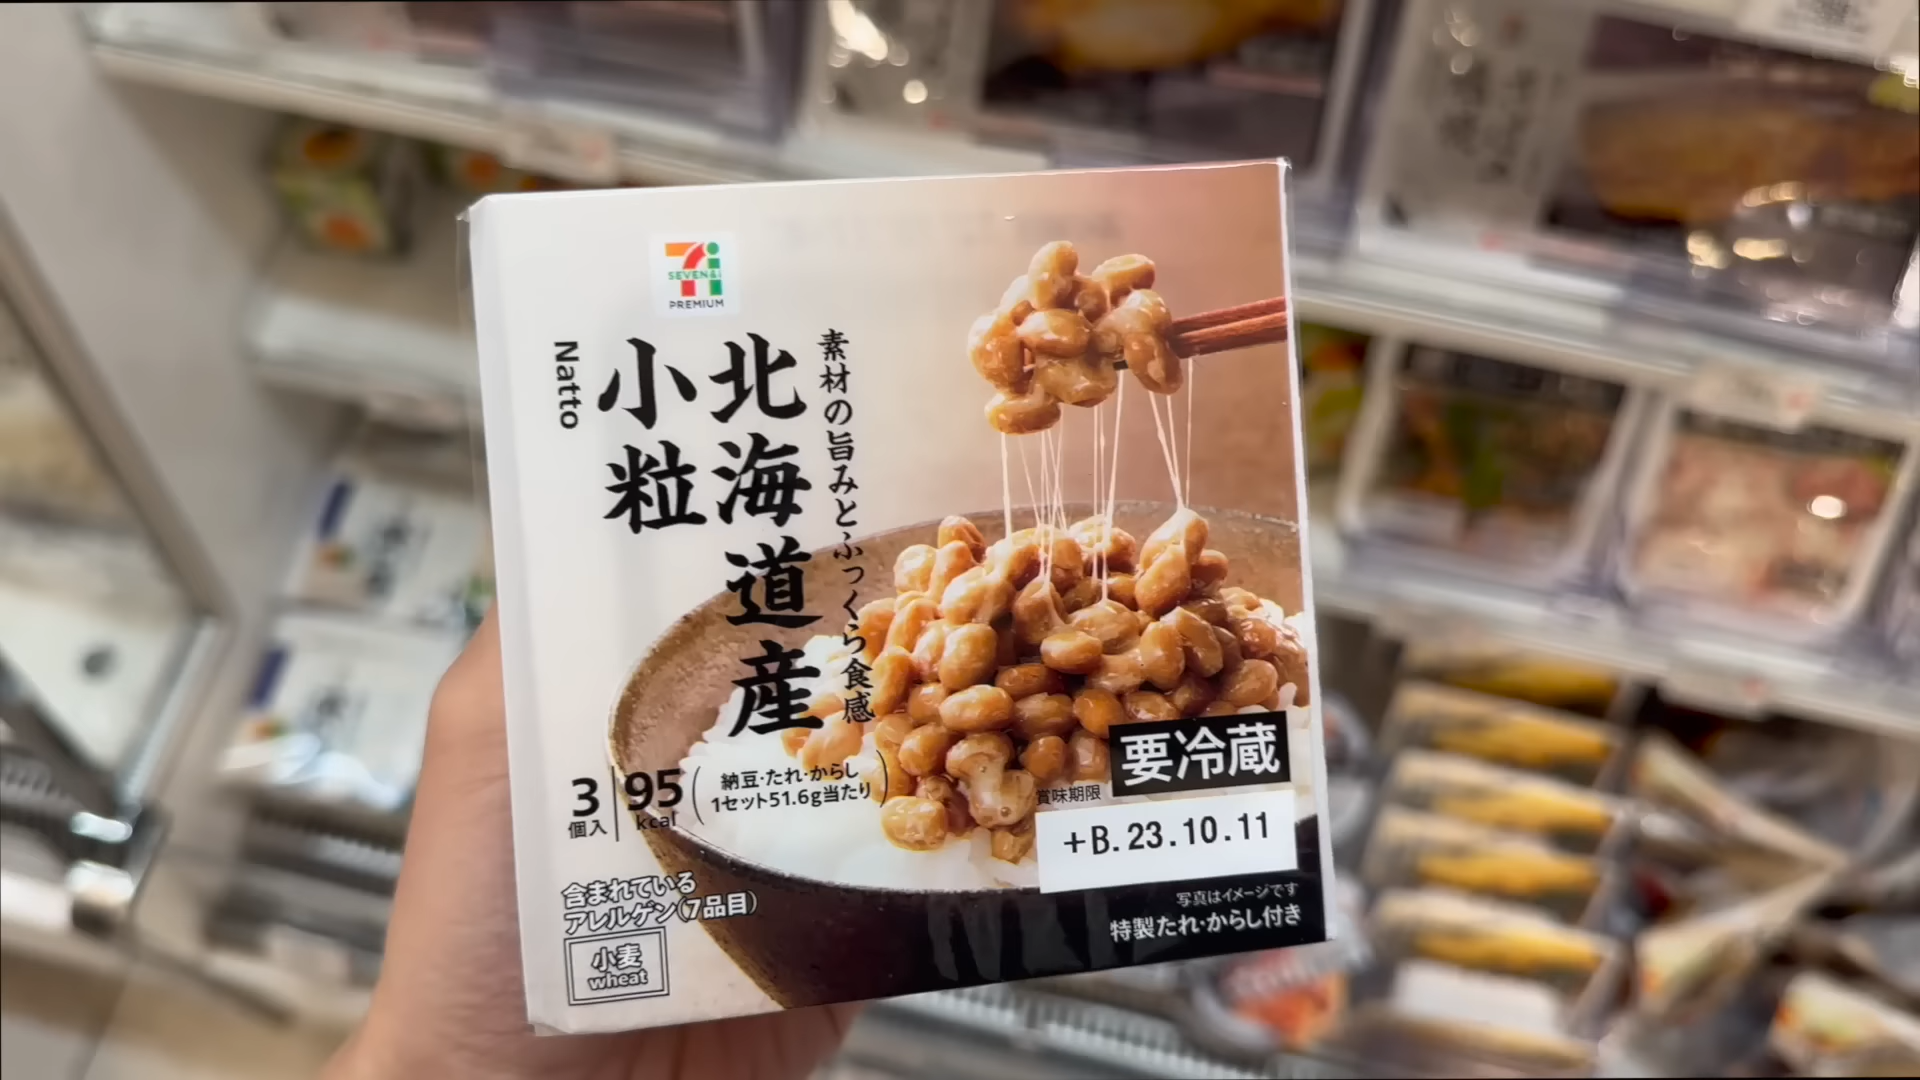 SEVEN&i
PREMIUM
素材の旨みとふっくら食感
北海道産
小粒
Natto
3
個入
95
kcal
(納豆・たれ・からし
1セット51.6g当たり)
要冷蔵
賞味期限
+B.23.10.11
写真はイメージです
特製たれ・からし付き
含まれている
アレルゲン(7品目)
小麦
wheat